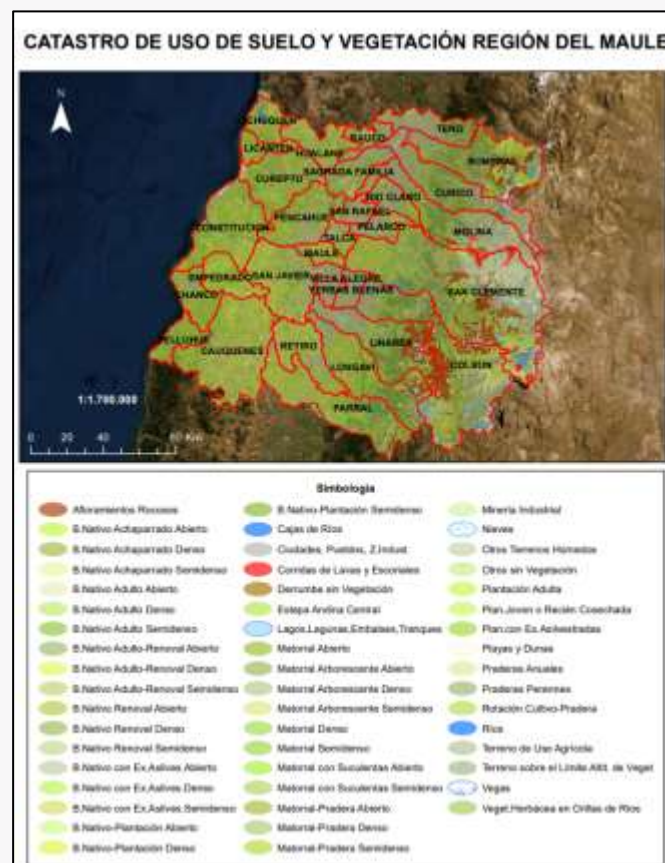 CATASTRO DE USO DE SUELO Y VEGETACIÓN REGIÓN DEL MAULE
N
LICANTEN
HUALAÑE
RAUCO
TENO
ROMERAL
SAGRADA FAMILIA
CUREPTO
CURICO
RIO CLARO
CONSTITUCION
PENCAHUE
SAN RAFAEL
PELARCO
MOLINA
TALCA
MAULE
EMPEDRADO
SAN JAVIER
VILLA ALEGRE
YERBAS BUENAS
SAN CLEMENTE
CHANCO
PELLUHUE
CAUQUENES
RETIRO
LINARES
COLBUN
LONGAVI
PARRAL
1:1.700.000
0 20 40 60 Km
Simbología
Afloramientos Rocosos
B.Nativo Achaparrado Abierto
B.Nativo Achaparrado Denso
B.Nativo Achaparrado Semidenso
B.Nativo Adulto Abierto
B.Nativo Adulto Denso
B.Nativo Adulto Semidenso
B.Nativo Adulto-Renoval Abierto
B.Nativo Adulto-Renoval Denso
B.Nativo Adulto-Renoval Semidenso
B.Nativo Renoval Abierto
B.Nativo Renoval Denso
B.Nativo Renoval Semidenso
B.Nativo con Ex.Asilves.Abierto
B.Nativo con Ex.Asilves.Denso
B.Nativo con Ex.Asilves.Semidenso
B.Nativo-Plantación Abierto
B.Nativo-Plantación Denso
B.Nativo-Plantación Semidenso
Cajas de Ríos
Ciudades, Pueblos, Z.Indust.
Corridas de Lavas y Escoriales
Derrumbe sin Vegetación
Estepa Andina Central
Lagos,Lagunas,Embalses,Tranques
Matorral Abierto
Matorral Arborescente Abierto
Matorral Arborescente Denso
Matorral Arborescente Semidenso
Matorral Denso
Matorral Semidenso
Matorral con Suculentas Abierto
Matorral con Suculentas Semidenso
Matorral-Pradera Abierto
Matorral-Pradera Denso
Matorral-Pradera Semidenso
Minería Industrial
Nieves
Otros Terrenos Húmedos
Otros sin Vegetación
Plantación Adulta
Plan.Joven o Recién Cosechada
Plan.con Ex.Asilvestradas
Playas y Dunas
Praderas Anuales
Praderas Perennes
Rotación Cultivo-Pradera
Ríos
Terreno de Uso Agrícola
Terreno sobre el Límite Altit. de Veget.
Vegas
Veget.Herbácea en Orillas de Ríos